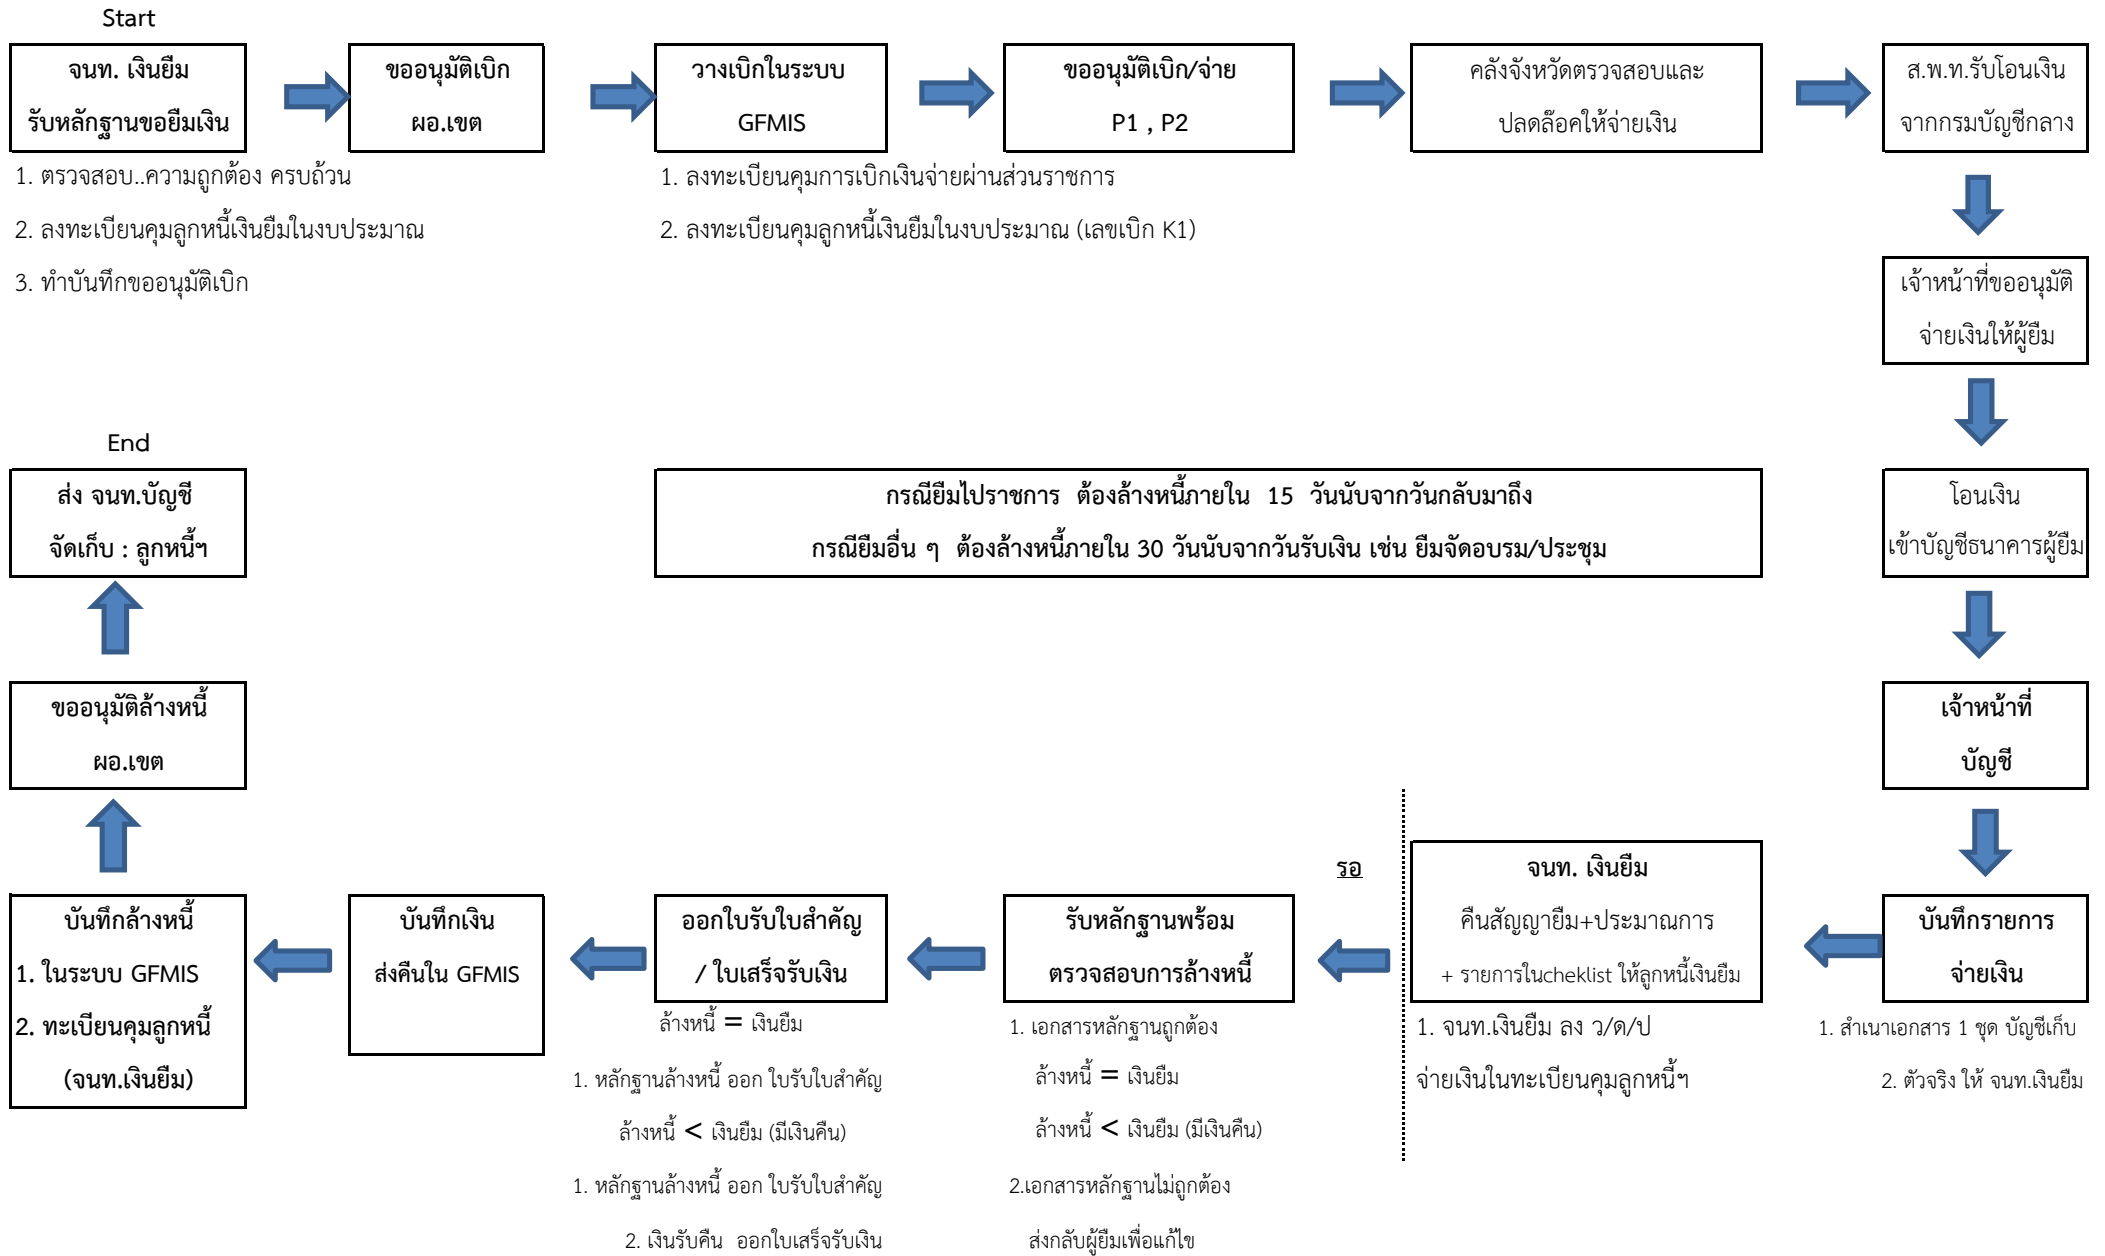 Start
จนท. เงินยืม
รับหลักฐานขอยืมเงิน
1. ตรวจสอบ..ความถูกต้อง ครบถ้วน
2. ลงทะเบียนคุมลูกหนี้เงินยืมในงบประมาณ
3. ทำบันทึกขออนุมัติเบิก
ขออนุมัติเบิก
ผอ.เขต
วางเบิกในระบบ
GFMIS
1. ลงทะเบียนคุมการเบิกเงินจ่ายผ่านส่วนราชการ
2. ลงทะเบียนคุมลูกหนี้เงินยืมในงบประมาณ (เลขเบิก K1)
ขออนุมัติเบิก/จ่าย
P1 , P2
คลังจังหวัดตรวจสอบและ
ปลดล๊อคให้จ่ายเงิน
ส.พ.ท.รับโอนเงิน
จากกรมบัญชีกลาง
เจ้าหน้าที่ขออนุมัติ
จ่ายเงินให้ผู้ยืม
โอนเงิน
เข้าบัญชีธนาคารผู้ยืม
เจ้าหน้าที่
บัญชี
บันทึกรายการ
จ่ายเงิน
1. สำเนาเอกสาร 1 ชุด บัญชีเก็บ
2. ตัวจริง ให้ จนท.เงินยืม
จนท. เงินยืม
คืนสัญญายืม+ประมาณการ
+ รายการในcheklist ให้ลูกหนี้เงินยืม
1. จนท.เงินยืม ลง ว/ด/ป
จ่ายเงินในทะเบียนคุมลูกหนี้ฯ
รอ
รับหลักฐานพร้อม
ตรวจสอบการล้างหนี้
1. เอกสารหลักฐานถูกต้อง
ล้างหนี้ = เงินยืม
ล้างหนี้ < เงินยืม (มีเงินคืน)
2.เอกสารหลักฐานไม่ถูกต้อง
ส่งกลับผู้ยืมเพื่อแก้ไข
ออกใบรับใบสำคัญ
/ ใบเสร็จรับเงิน
ล้างหนี้ = เงินยืม
1. หลักฐานล้างหนี้ ออก ใบรับใบสำคัญ
ล้างหนี้ < เงินยืม (มีเงินคืน)
1. หลักฐานล้างหนี้ ออก ใบรับใบสำคัญ
2. เงินรับคืน ออกใบเสร็จรับเงิน
บันทึกเงิน
ส่งคืนใน GFMIS
บันทึกล้างหนี้
1. ในระบบ GFMIS
2. ทะเบียนคุมลูกหนี้
(จนท.เงินยืม)
ขออนุมัติล้างหนี้
ผอ.เขต
End
ส่ง จนท.บัญชี
จัดเก็บ : ลูกหนี้ฯ
กรณียืมไปราชการ ต้องล้างหนี้ภายใน 15 วันนับจากวันกลับมาถึง
กรณียืมอื่น ๆ ต้องล้างหนี้ภายใน 30 วันนับจากวันรับเงิน เช่น ยืมจัดอบรม/ประชุม